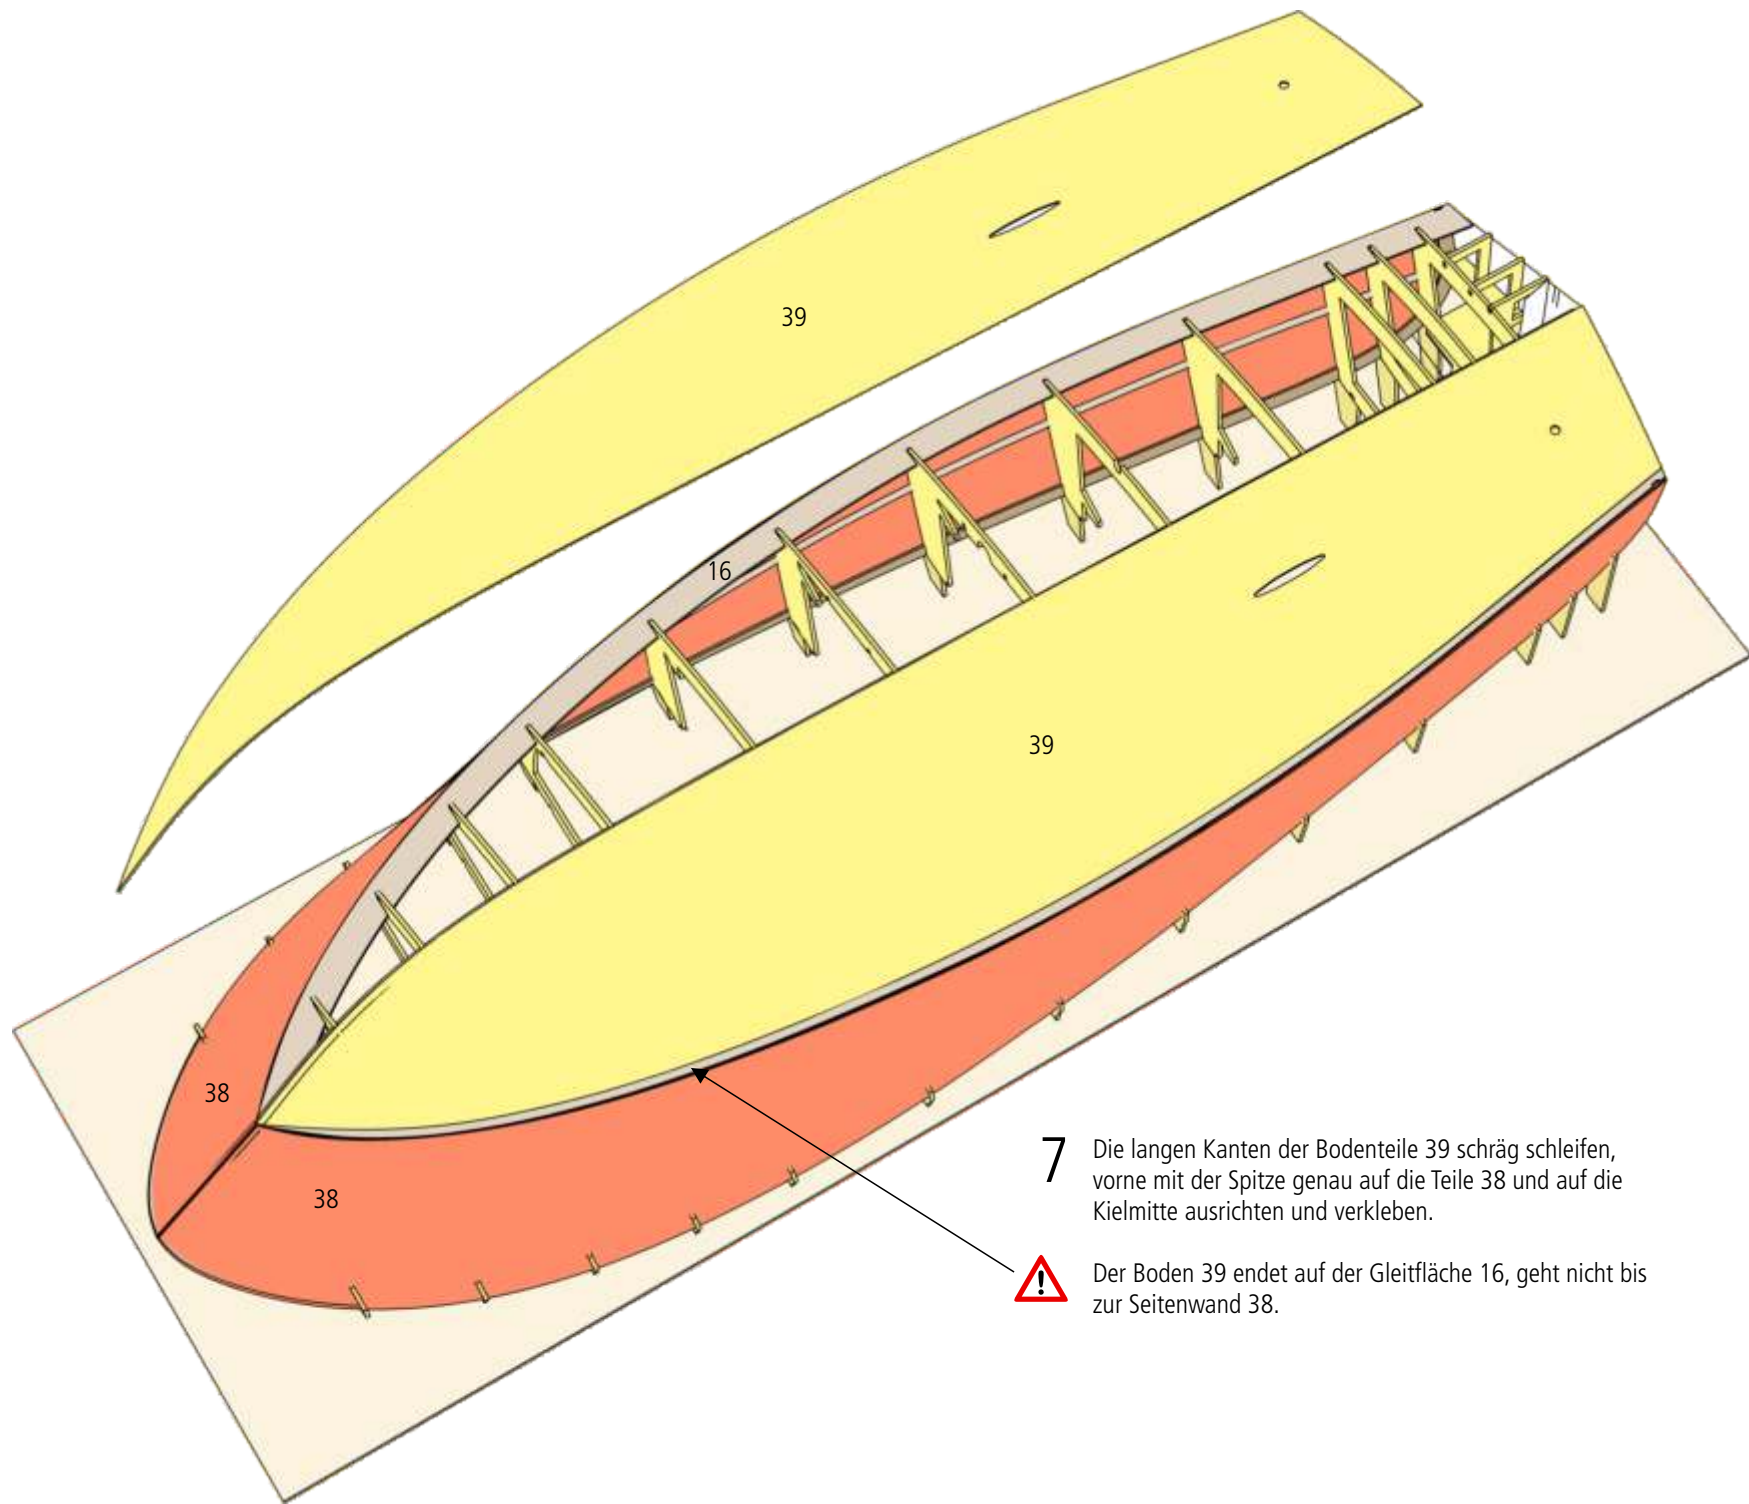 39
16
39
38
38
7
Die langen Kanten der Bodenteile 39 schräg schleifen,
vorne mit der Spitze genau auf die Teile 38 und auf die
Kielmitte ausrichten und verkleben.
!
Der Boden 39 endet auf der Gleitfläche 16, geht nicht bis
zur Seitenwand 38.